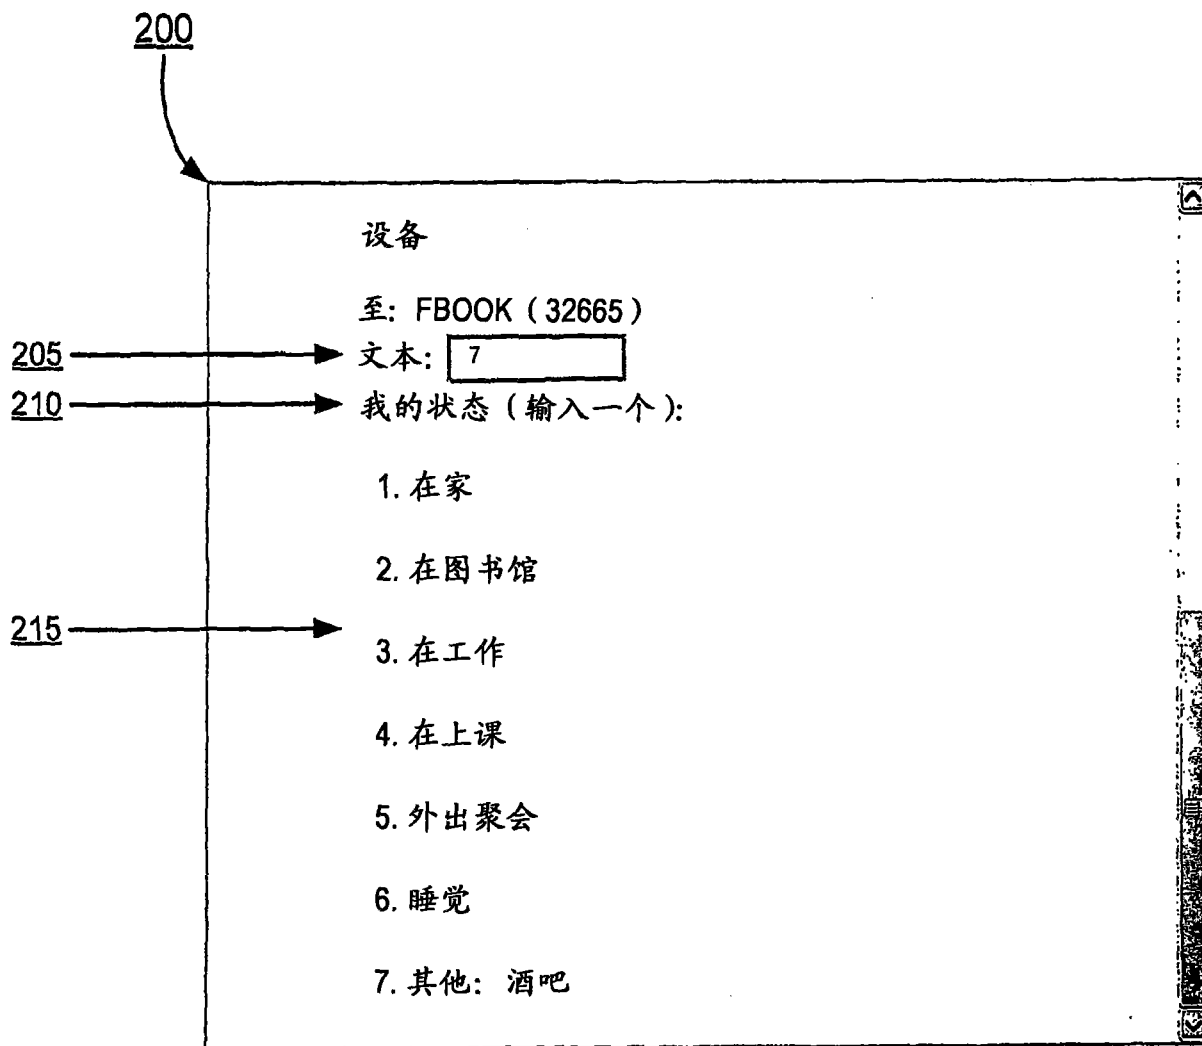 200
设备
至: FBOOK (32665)
205 文本: 7
210 我的状态 (输入一个):
1. 在家
2. 在图书馆
215
3. 在工作
4. 在上课
5. 外出聚会
6. 睡觉
7. 其他: 酒吧